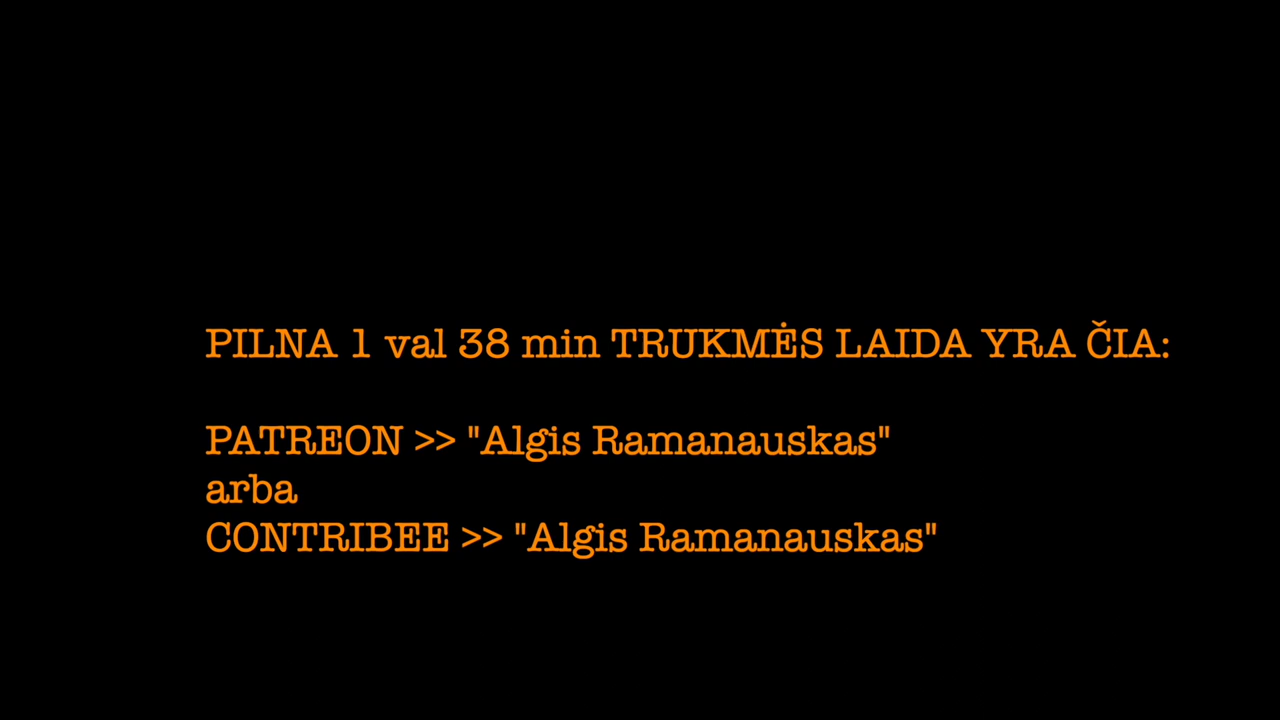 PILNA 1 val 38 min TRUKMĖS LAIDA YRA ČIA:
PATREON >> "Algis Ramanauskas"
arba
CONTRIBEE >> "Algis Ramanauskas"